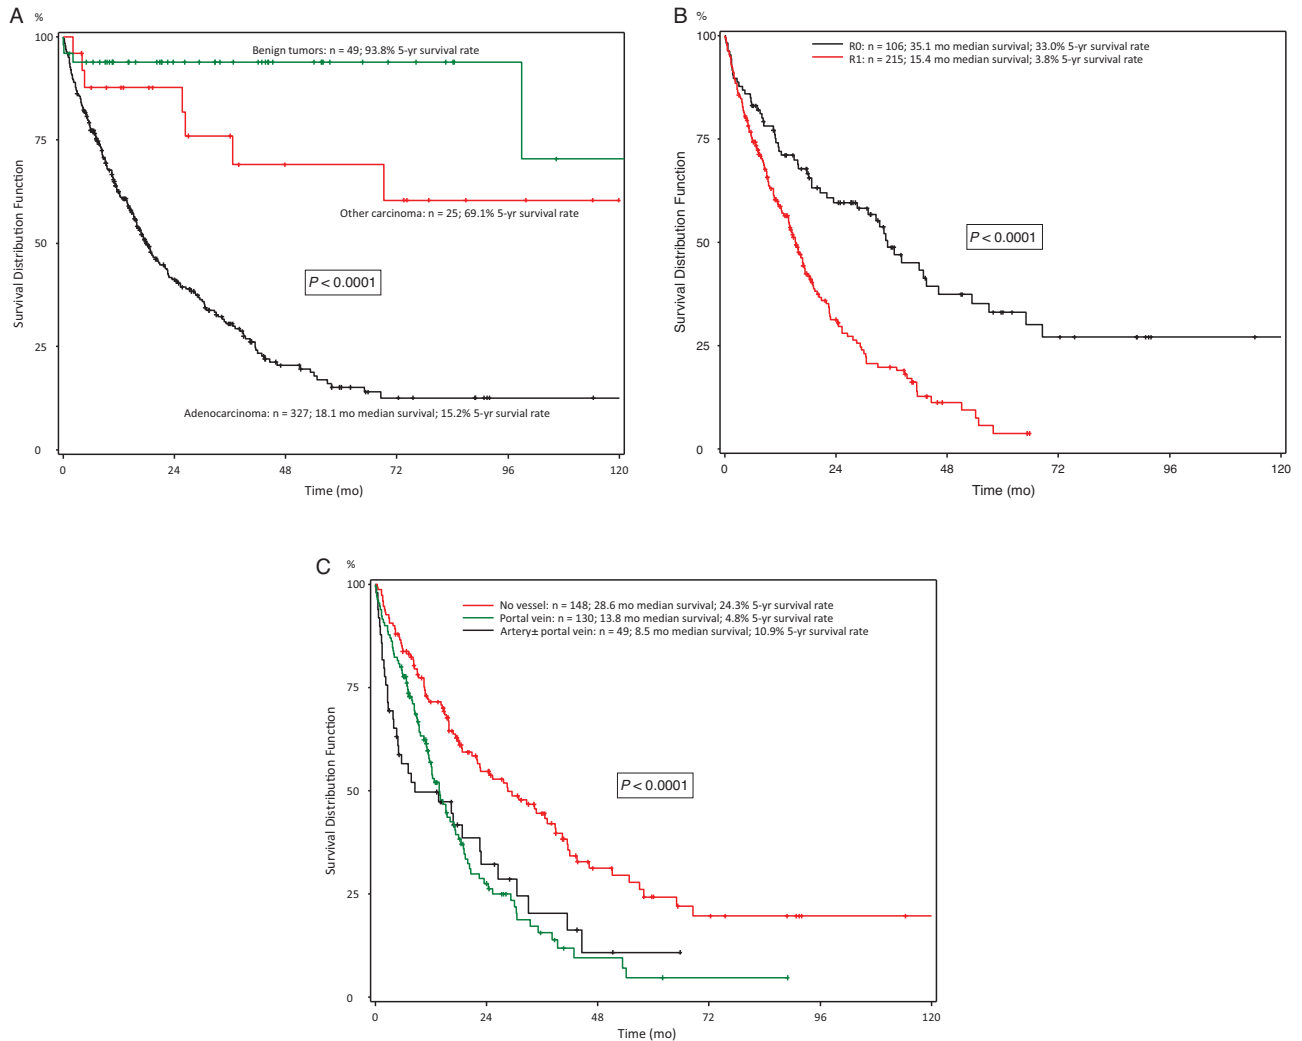 A
%
100
75
50
25
0
Survival Distribution Function
Benign tumors: n = 49; 93.8% 5-yr survival rate
Other carcinoma: n = 25; 69.1% 5-yr survival rate
P < 0.0001
Adenocarcinoma: n = 327; 18.1 mo median survival; 15.2% 5-yr survial rate
0 24 48 72 96 120
Time (mo)
B
%
100
75
50
25
0
Survival Distribution Function
R0: n = 106; 35.1 mo median survival; 33.0% 5-yr survival rate
R1: n = 215; 15.4 mo median survival; 3.8% 5-yr survival rate
P < 0.0001
0 24 48 72 96 120
Time (mo)
C
%
100
75
50
25
0
Survival Distribution Function
No vessel: n = 148; 28.6 mo median survival; 24.3% 5-yr survival rate
Portal vein: n = 130; 13.8 mo median survival; 4.8% 5-yr survival rate
Artery± portal vein: n = 49; 8.5 mo median survival; 10.9% 5-yr survival rate
P < 0.0001
0 24 48 72 96 120
Time (mo)